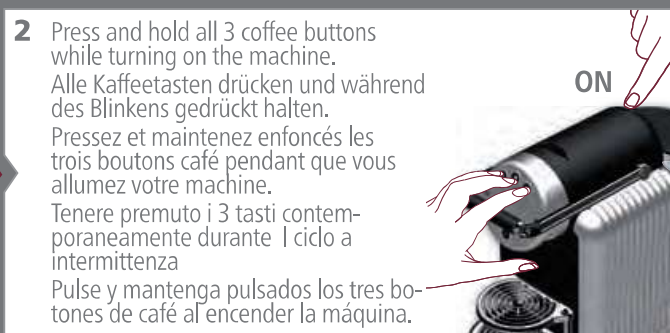 2 Press and hold all 3 coffee buttons
while turning on the machine.
Alle Kaffeetasten drücken und während
des Blinkens gedrückt halten.
Pressez et maintenez enfoncés les
trois boutons café pendant que vous
allumez votre machine.
Tenere premuto i 3 tasti contem-
poraneamente durante l ciclo a
intermittenza
Pulse y mantenga pulsados los tres bo-
tones de café al encender la máquina.
ON